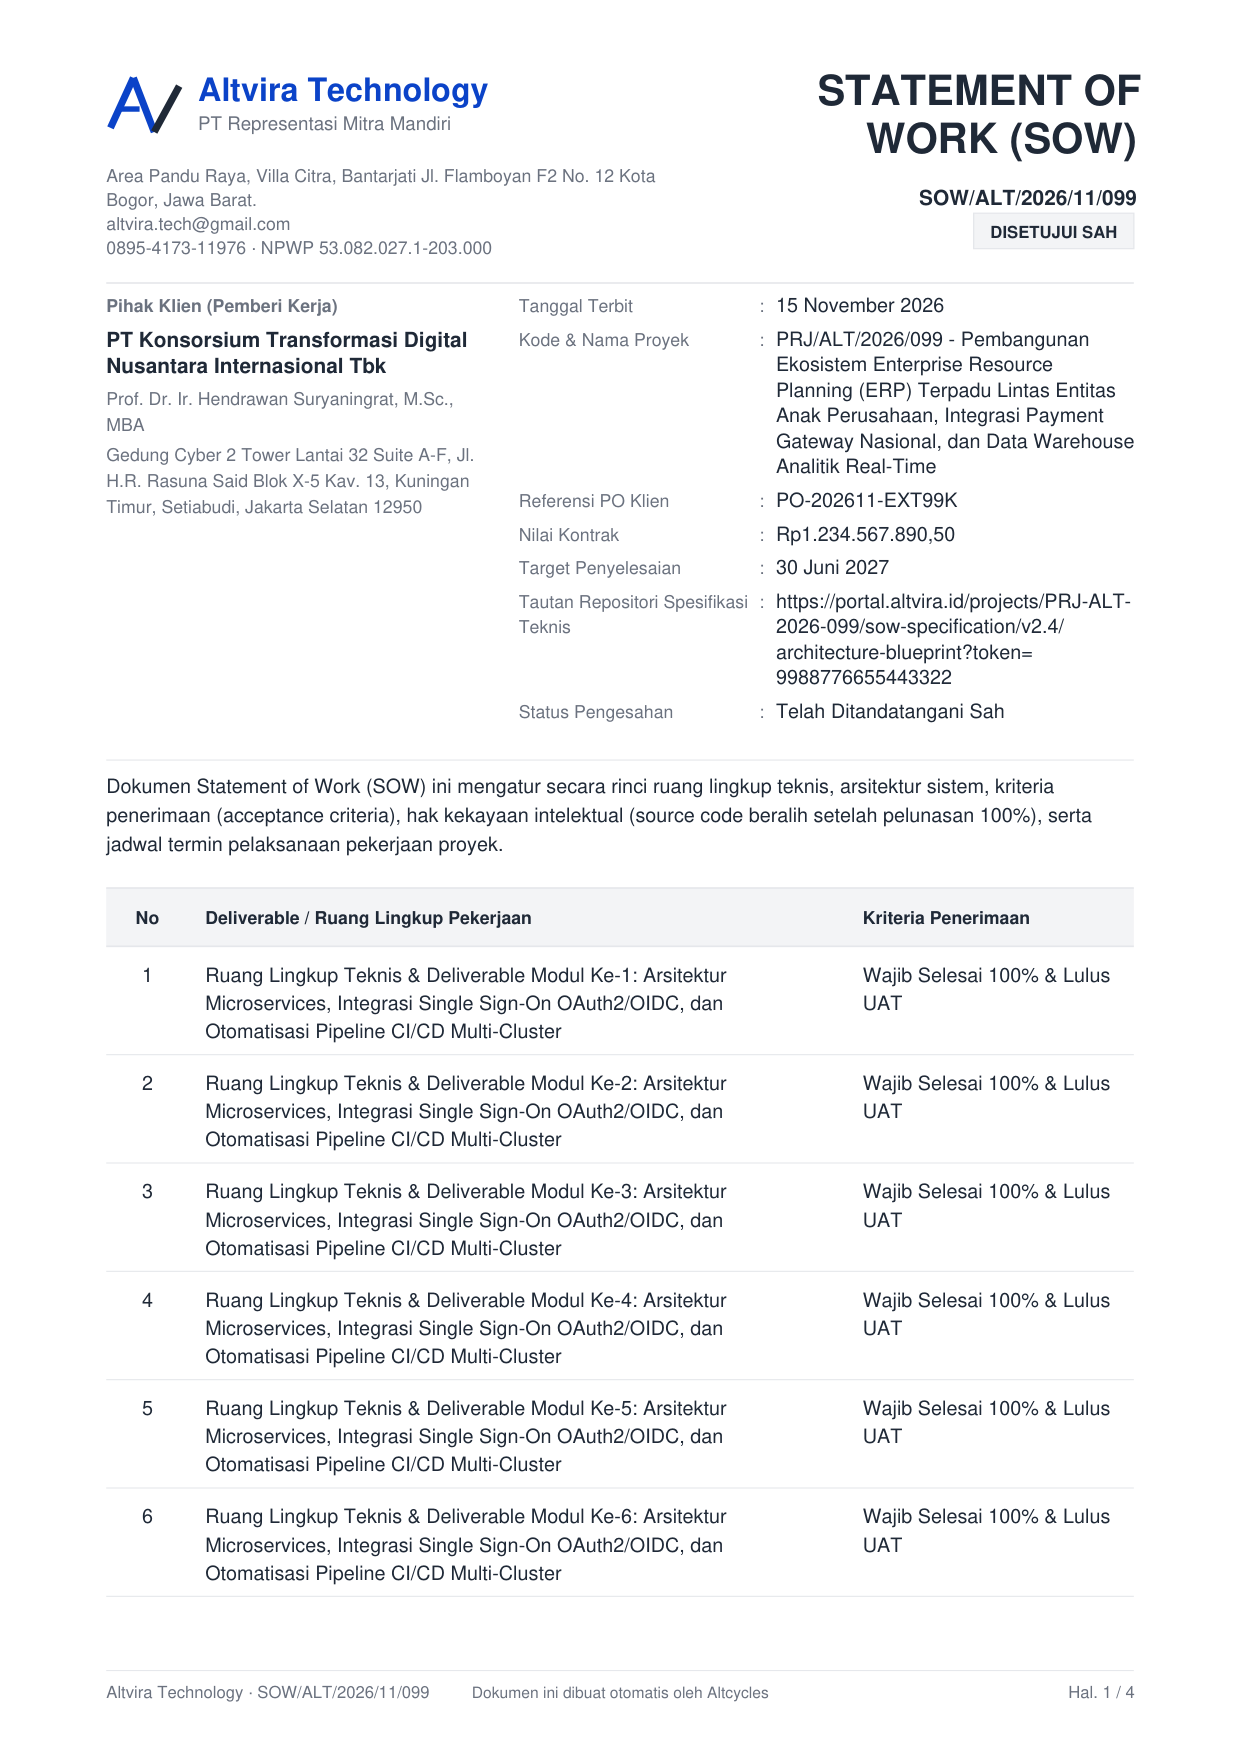 Altvira Technology
PT Representasi Mitra Mandiri
Area Pandu Raya, Villa Citra, Bantarjati Jl. Flamboyan F2 No. 12 Kota
Bogor, Jawa Barat.
altvira.tech@gmail.com
0895-4173-11976 · NPWP 53.082.027.1-203.000
STATEMENT OF
WORK (SOW)
SOW/ALT/2026/11/099
DISETUJUI SAH
Pihak Klien (Pemberi Kerja)
PT Konsorsium Transformasi Digital
Nusantara Internasional Tbk
Prof. Dr. Ir. Hendrawan Suryaningrat, M.Sc.,
MBA
Gedung Cyber 2 Tower Lantai 32 Suite A-F, Jl.
H.R. Rasuna Said Blok X-5 Kav. 13, Kuningan
Timur, Setiabudi, Jakarta Selatan 12950
Tanggal Terbit : 15 November 2026
Kode & Nama Proyek : PRJ/ALT/2026/099 - Pembangunan
Ekosistem Enterprise Resource
Planning (ERP) Terpadu Lintas Entitas
Anak Perusahaan, Integrasi Payment
Gateway Nasional, dan Data Warehouse
Analitik Real-Time
Referensi PO Klien : PO-202611-EXT99K
Nilai Kontrak : Rp1.234.567.890,50
Target Penyelesaian : 30 Juni 2027
Tautan Repositori Spesifikasi : https://portal.altvira.id/projects/PRJ-ALT-
Teknis 2026-099/sow-specification/v2.4/
architecture-blueprint?token=
9988776655443322
Status Pengesahan : Telah Ditandatangani Sah
Dokumen Statement of Work (SOW) ini mengatur secara rinci ruang lingkup teknis, arsitektur sistem, kriteria
penerimaan (acceptance criteria), hak kekayaan intelektual (source code beralih setelah pelunasan 100%), serta
jadwal termin pelaksanaan pekerjaan proyek.
No Deliverable / Ruang Lingkup Pekerjaan Kriteria Penerimaan
1 Ruang Lingkup Teknis & Deliverable Modul Ke-1: Arsitektur Wajib Selesai 100% & Lulus
Microservices, Integrasi Single Sign-On OAuth2/OIDC, dan UAT
Otomatisasi Pipeline CI/CD Multi-Cluster
2 Ruang Lingkup Teknis & Deliverable Modul Ke-2: Arsitektur Wajib Selesai 100% & Lulus
Microservices, Integrasi Single Sign-On OAuth2/OIDC, dan UAT
Otomatisasi Pipeline CI/CD Multi-Cluster
3 Ruang Lingkup Teknis & Deliverable Modul Ke-3: Arsitektur Wajib Selesai 100% & Lulus
Microservices, Integrasi Single Sign-On OAuth2/OIDC, dan UAT
Otomatisasi Pipeline CI/CD Multi-Cluster
4 Ruang Lingkup Teknis & Deliverable Modul Ke-4: Arsitektur Wajib Selesai 100% & Lulus
Microservices, Integrasi Single Sign-On OAuth2/OIDC, dan UAT
Otomatisasi Pipeline CI/CD Multi-Cluster
5 Ruang Lingkup Teknis & Deliverable Modul Ke-5: Arsitektur Wajib Selesai 100% & Lulus
Microservices, Integrasi Single Sign-On OAuth2/OIDC, dan UAT
Otomatisasi Pipeline CI/CD Multi-Cluster
6 Ruang Lingkup Teknis & Deliverable Modul Ke-6: Arsitektur Wajib Selesai 100% & Lulus
Microservices, Integrasi Single Sign-On OAuth2/OIDC, dan UAT
Otomatisasi Pipeline CI/CD Multi-Cluster
Altvira Technology · SOW/ALT/2026/11/099 Dokumen ini dibuat otomatis oleh Altcycles Hal. 1 / 4